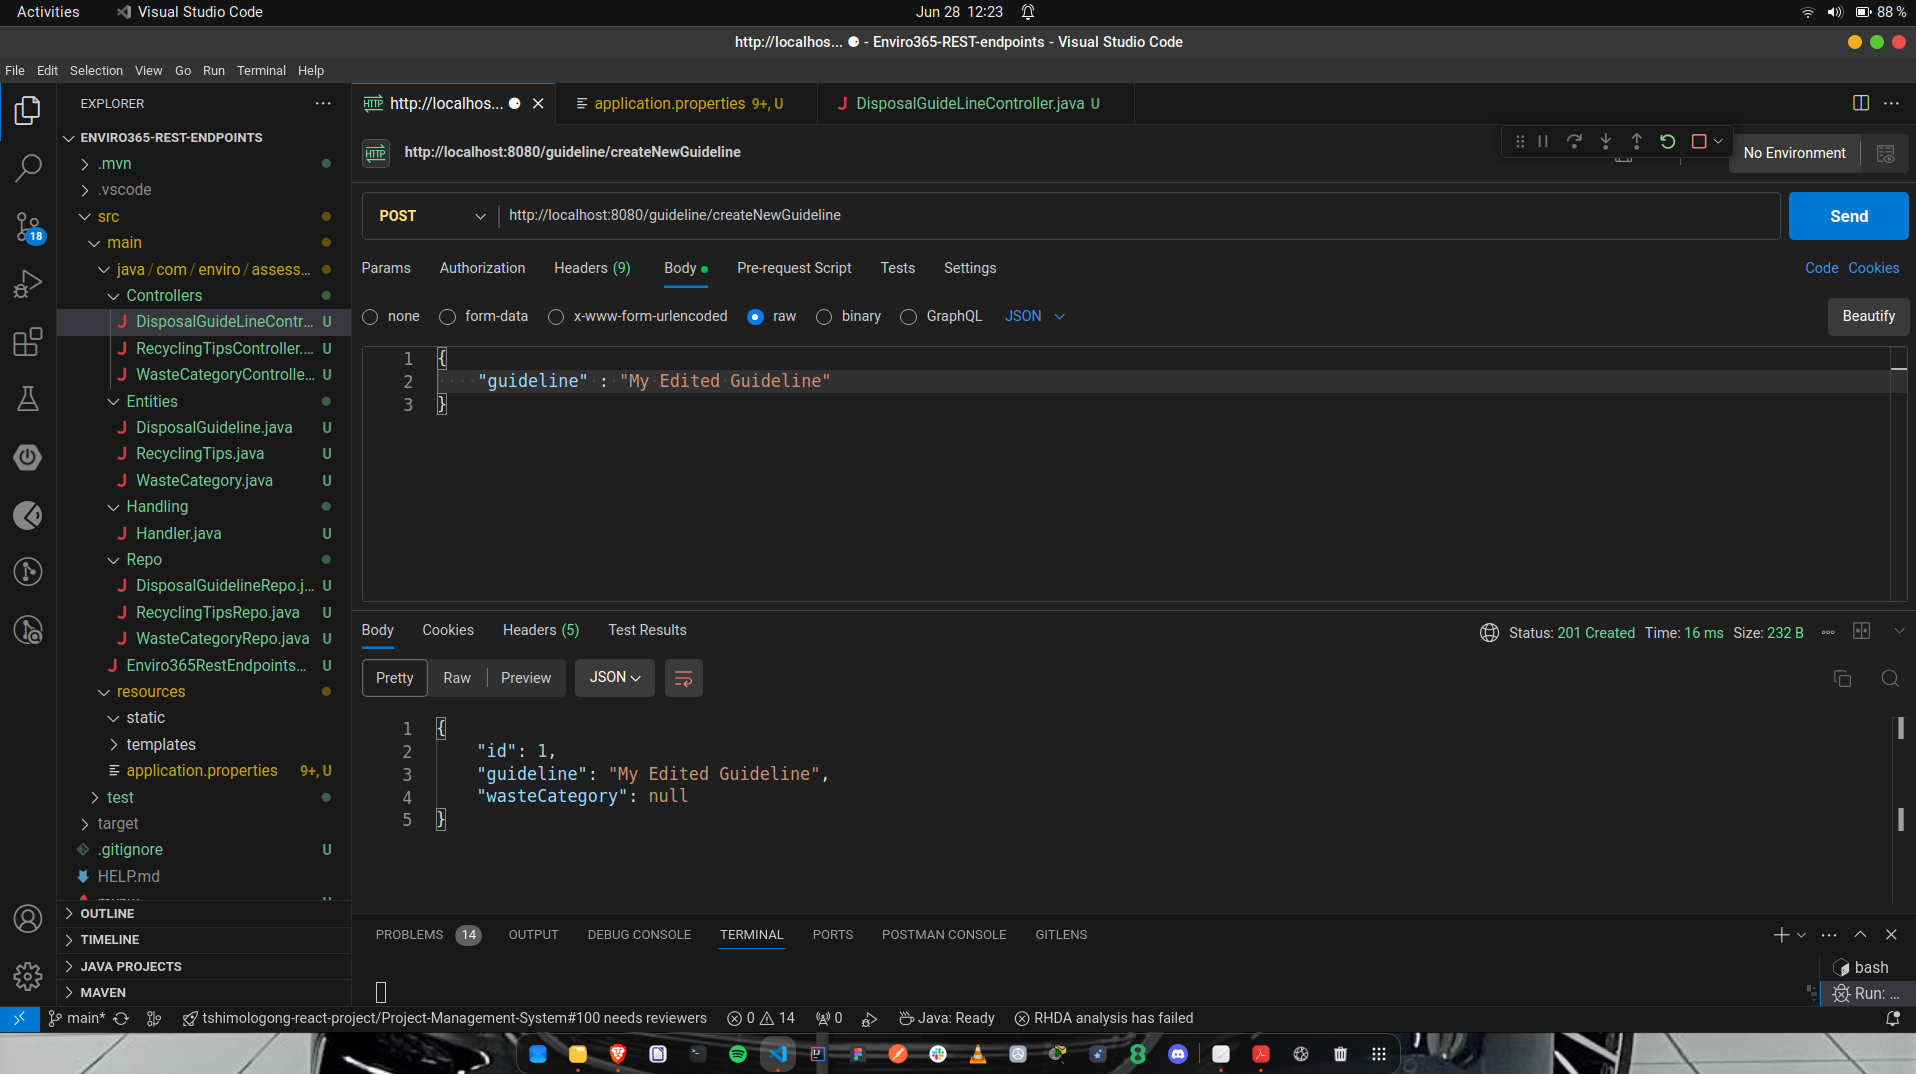 Activities Visual Studio Code Jun 28 12:23 88 %
http://localhos... ● - Enviro365-REST-endpoints - Visual Studio Code
File Edit Selection View Go Run Terminal Help
EXPLORER
http://localhos... application.properties 9+, U DisposalGuideLineController.java U
ENVIRO365-REST-ENDPOINTS
.mvn
.vscode
src
main
java / com / enviro / assess...
Controllers
DisposalGuideLineContr... U
RecyclingTipsController.... U
WasteCategoryControlle... U
Entities
DisposalGuideline.java U
RecyclingTips.java U
WasteCategory.java U
Handling
Handler.java U
Repo
DisposalGuidelineRepo.j... U
RecyclingTipsRepo.java U
WasteCategoryRepo.java U
Enviro365RestEndpoints... U
resources
static
templates
application.properties 9+, U
test
target
.gitignore U
HELP.md
OUTLINE
TIMELINE
JAVA PROJECTS
MAVEN
18
HTTP http://localhost:8080/guideline/createNewGuideline
No Environment
POST http://localhost:8080/guideline/createNewGuideline Send
Params Authorization Headers (9) Body Pre-request Script Tests Settings Code Cookies
none form-data x-www-form-urlencoded raw binary GraphQL JSON Beautify
1 {
2 "guideline" : "My Edited Guideline"
3 }
Body Cookies Headers (5) Test Results Status: 201 Created Time: 16 ms Size: 232 B
Pretty Raw Preview JSON
1 {
2 "id": 1,
3 "guideline": "My Edited Guideline",
4 "wasteCategory": null
5 }
PROBLEMS 14 OUTPUT DEBUG CONSOLE TERMINAL PORTS POSTMAN CONSOLE GITLENS
bash
Run: ...
main* tshimologong-react-project/Project-Management-System#100 needs reviewers 0 14 0 Java: Ready RHDA analysis has failed